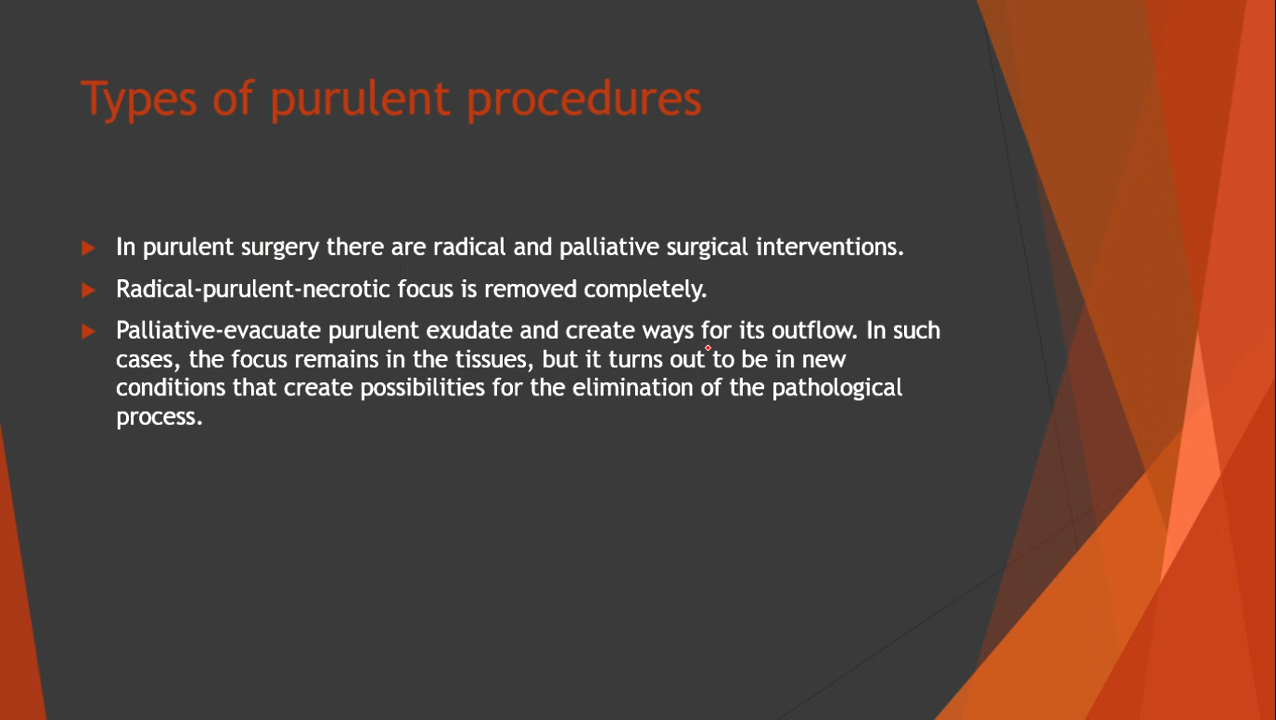 Types of purulent procedures
In purulent surgery there are radical and palliative surgical interventions.
Radical-purulent-necrotic focus is removed completely.
Palliative-evacuate purulent exudate and create ways for its outflow. In such
cases, the focus remains in the tissues, but it turns out to be in new
conditions that create possibilities for the elimination of the pathological
process.